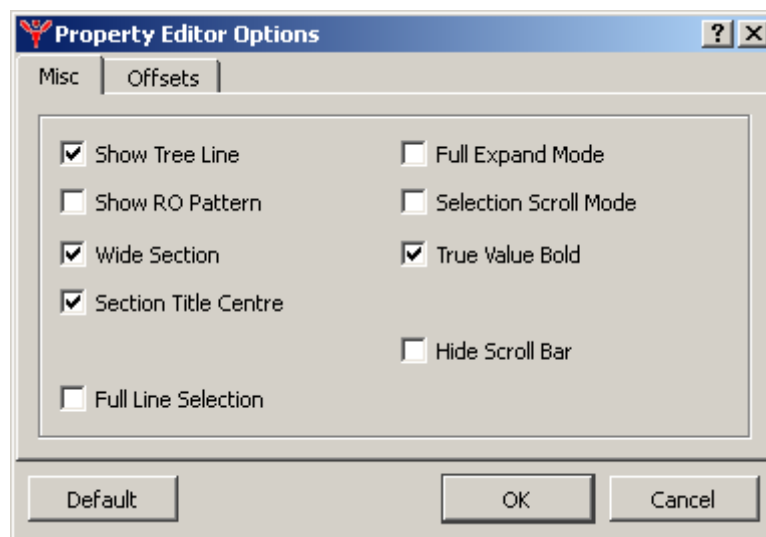 Property Editor Options
Misc Offsets
Show Tree Line Full Expand Mode
Show RO Pattern Selection Scroll Mode
Wide Section True Value Bold
Section Title Centre
Hide Scroll Bar
Full Line Selection
Default OK Cancel